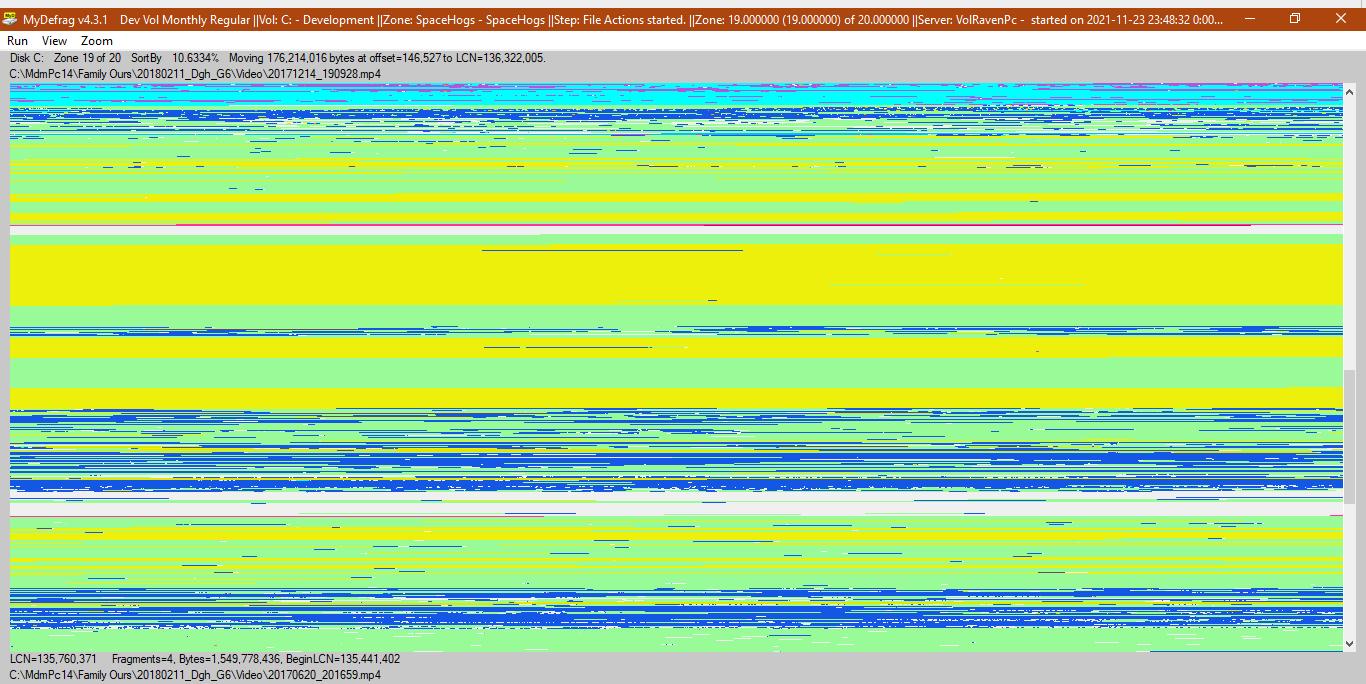 MyDefrag v4.3.1 Dev Vol Monthly Regular ||Vol: C: - Development ||Zone: SpaceHogs - SpaceHogs ||Step: File Actions started. ||Zone: 19.000000 (19.000000) of 20.000000 ||Server: VolRavenPc - started on 2021-11-23 23:48:32 0:00...
Run View Zoom
Disk C: Zone 19 of 20 SortBy 10.6334% Moving 176,214,016 bytes at offset=146,527 to LCN=136,322,005.
C:\MdmPc14\Family Ours\20180211_Dgh_G6\Video\20171214_190928.mp4
LCN=135,760,371 Fragments=4, Bytes=1,549,778,436, BeginLCN=135,441,402
C:\MdmPc14\Family Ours\20180211_Dgh_G6\Video\20170620_201659.mp4